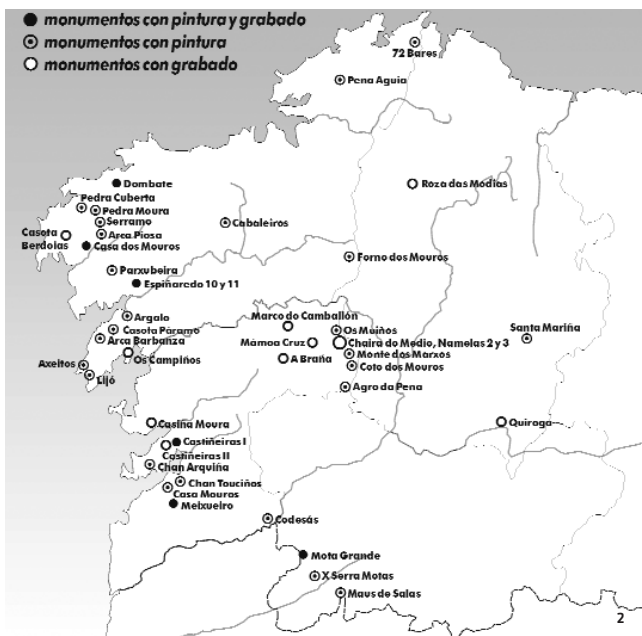 monumentos con pintura y grabado
monumentos con pintura
monumentos con grabado
72 Bares
Pena Aguia
Dombate
Roza das Modias
Pedra Cuberta
Pedra Moura
Serramo
Cabaleiros
Casota
Berdoias
Arca Piosa
Casa dos Mouros
Forno dos Mouros
Parxubeira
Espiñaredo 10 y 11
Argalo
Marco do Camballón
Casota Páramo
Os Muiños
Santa Mariña
Arca Barbanza
Mámoa Cruz
Chaira do Medio, Namelas 2 y 3
Os Campiños
A Braña
Monte dos Marxos
Axeitos
Coto dos Mouros
Lijó
Agro da Pena
Casiña Moura
Quiroga
Castiñeiras I
Castiñeiras II
Chan Arquiña
Chan Touciños
Casa Mouros
Meixueiro
Codesás
Mota Grande
X Serra Motas
Maus de Salas
2